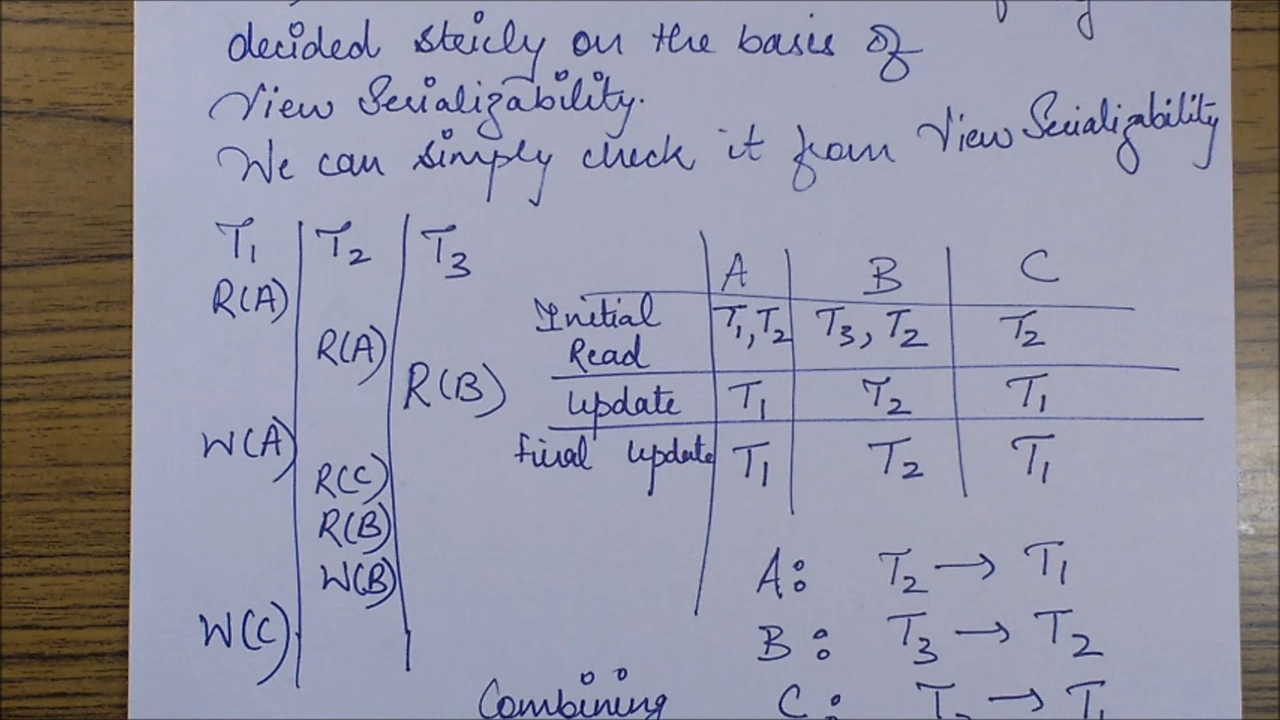 decided steicly on the basis of
View Serializability.
We can simply check it from View Serializability
T1 T2 T3
R(A)
R(A)
R(B)
W(A)
R(C)
R(B)
W(B)
W(C)
A B C
Initial Read T1,T2 T3, T2 T2
Update T1 T2 T1
Final Update T1 T2 T1
A: T2 → T1
B: T3 → T2
Combining C: → T1